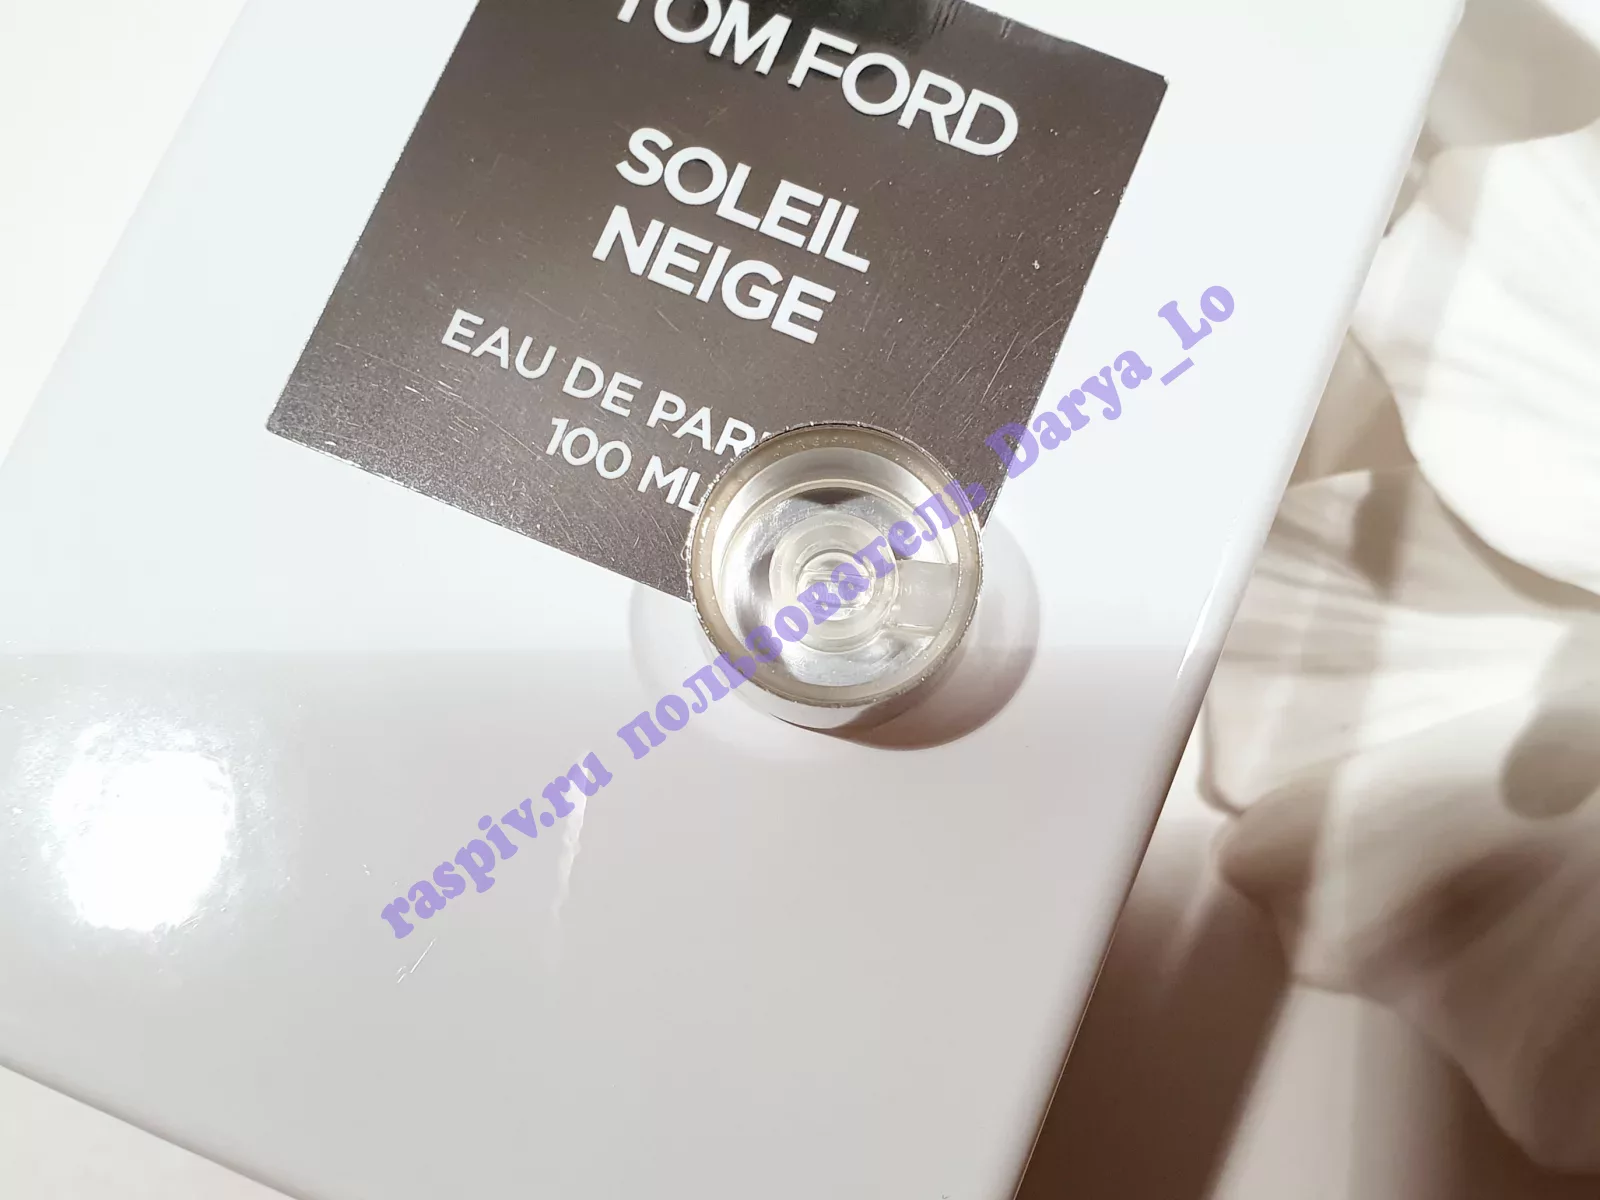 TOM FORD
SOLEIL
NEIGE
EAU DE PAR
100 ML
raspiv.ru пользователь Darya_Lo